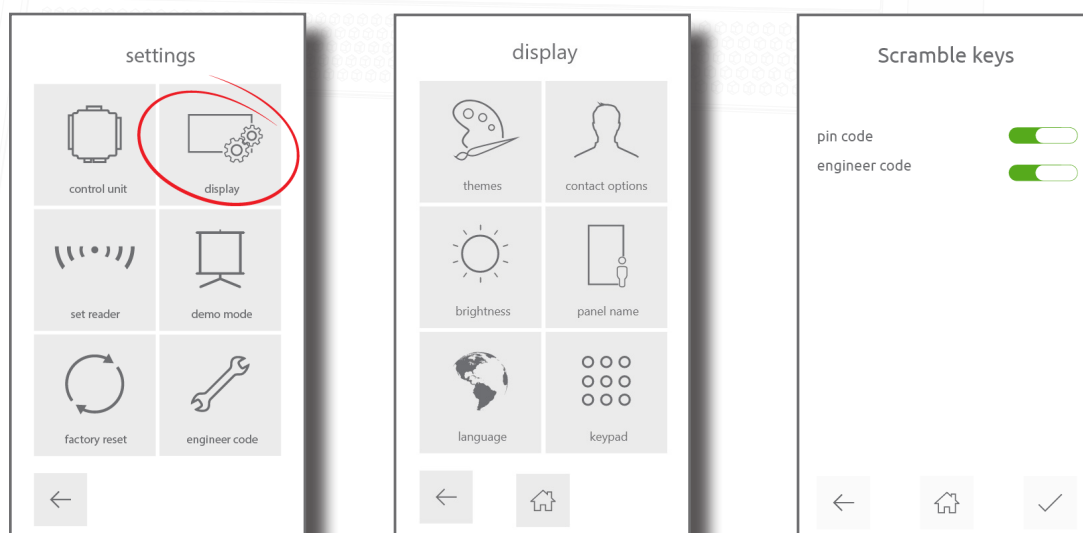 settings
control unit
display
set reader
demo mode
factory reset
engineer code
display
themes
contact options
brightness
panel name
language
keypad
Scramble keys
pin code
engineer code